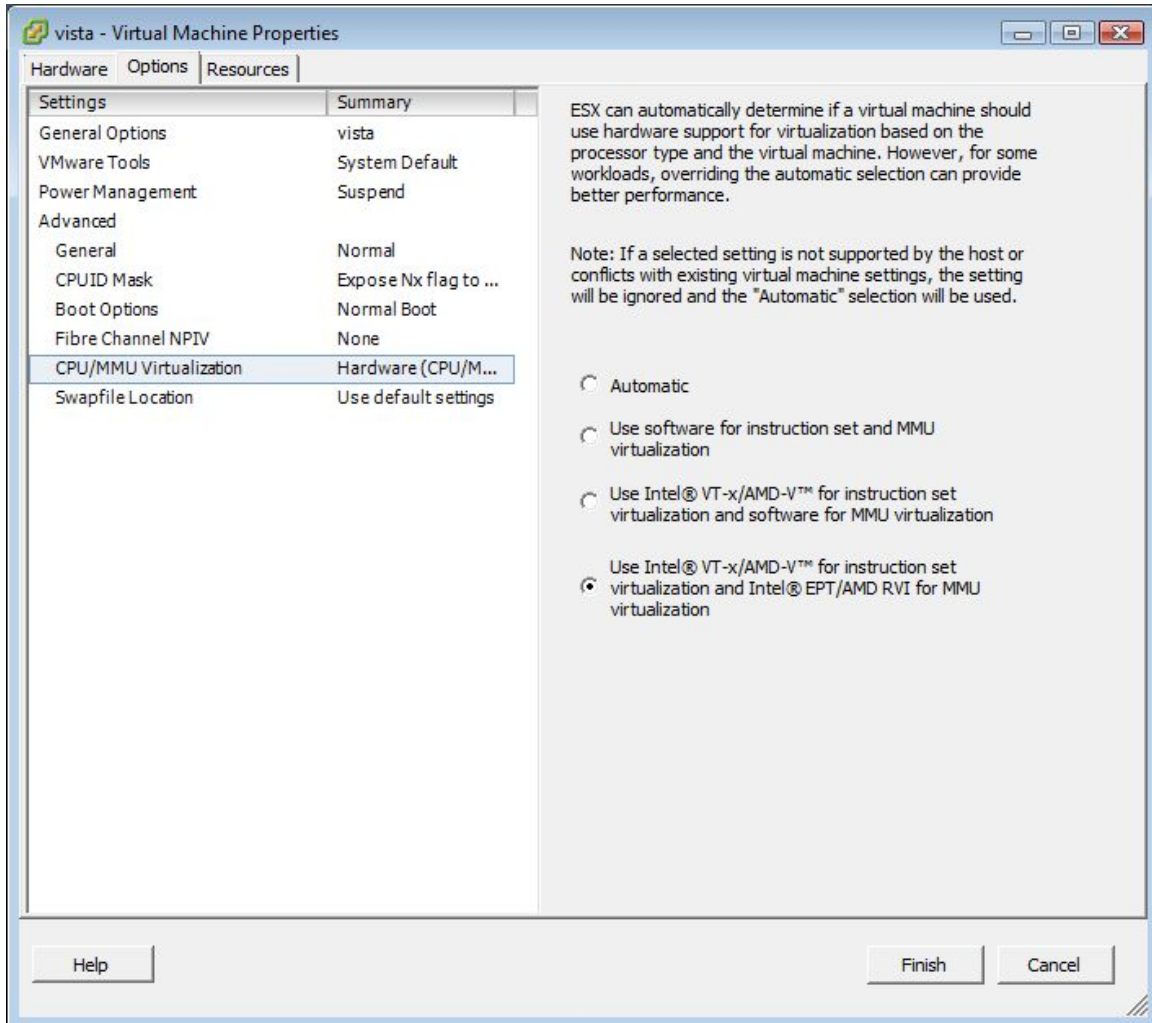 vista - Virtual Machine Properties
Hardware Options Resources
Settings Summary
General Options vista
VMware Tools System Default
Power Management Suspend
Advanced
General Normal
CPUID Mask Expose Nx flag to ...
Boot Options Normal Boot
Fibre Channel NPIV None
CPU/MMU Virtualization Hardware (CPU/M...
Swapfile Location Use default settings
ESX can automatically determine if a virtual machine should
use hardware support for virtualization based on the
processor type and the virtual machine. However, for some
workloads, overriding the automatic selection can provide
better performance.
Note: If a selected setting is not supported by the host or
conflicts with existing virtual machine settings, the setting
will be ignored and the "Automatic" selection will be used.
Automatic
Use software for instruction set and MMU
virtualization
Use Intel® VT-x/AMD-V™ for instruction set
virtualization and software for MMU virtualization
Use Intel® VT-x/AMD-V™ for instruction set
virtualization and Intel® EPT/AMD RVI for MMU
virtualization
Help Finish Cancel